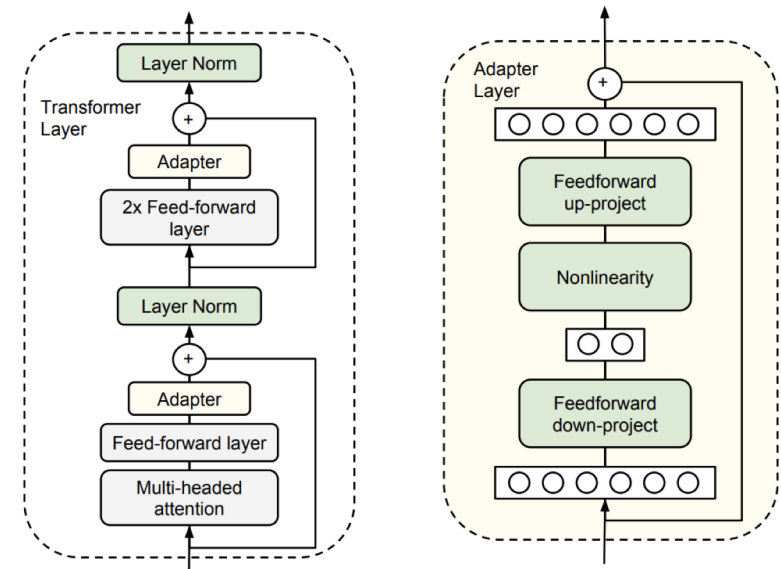 Layer Norm
Transformer
Layer
+
Adapter
2x Feed-forward
layer
Layer Norm
+
Adapter
Feed-forward layer
Multi-headed
attention
Adapter
Layer
+
Feedforward
up-project
Nonlinearity
Feedforward
down-project